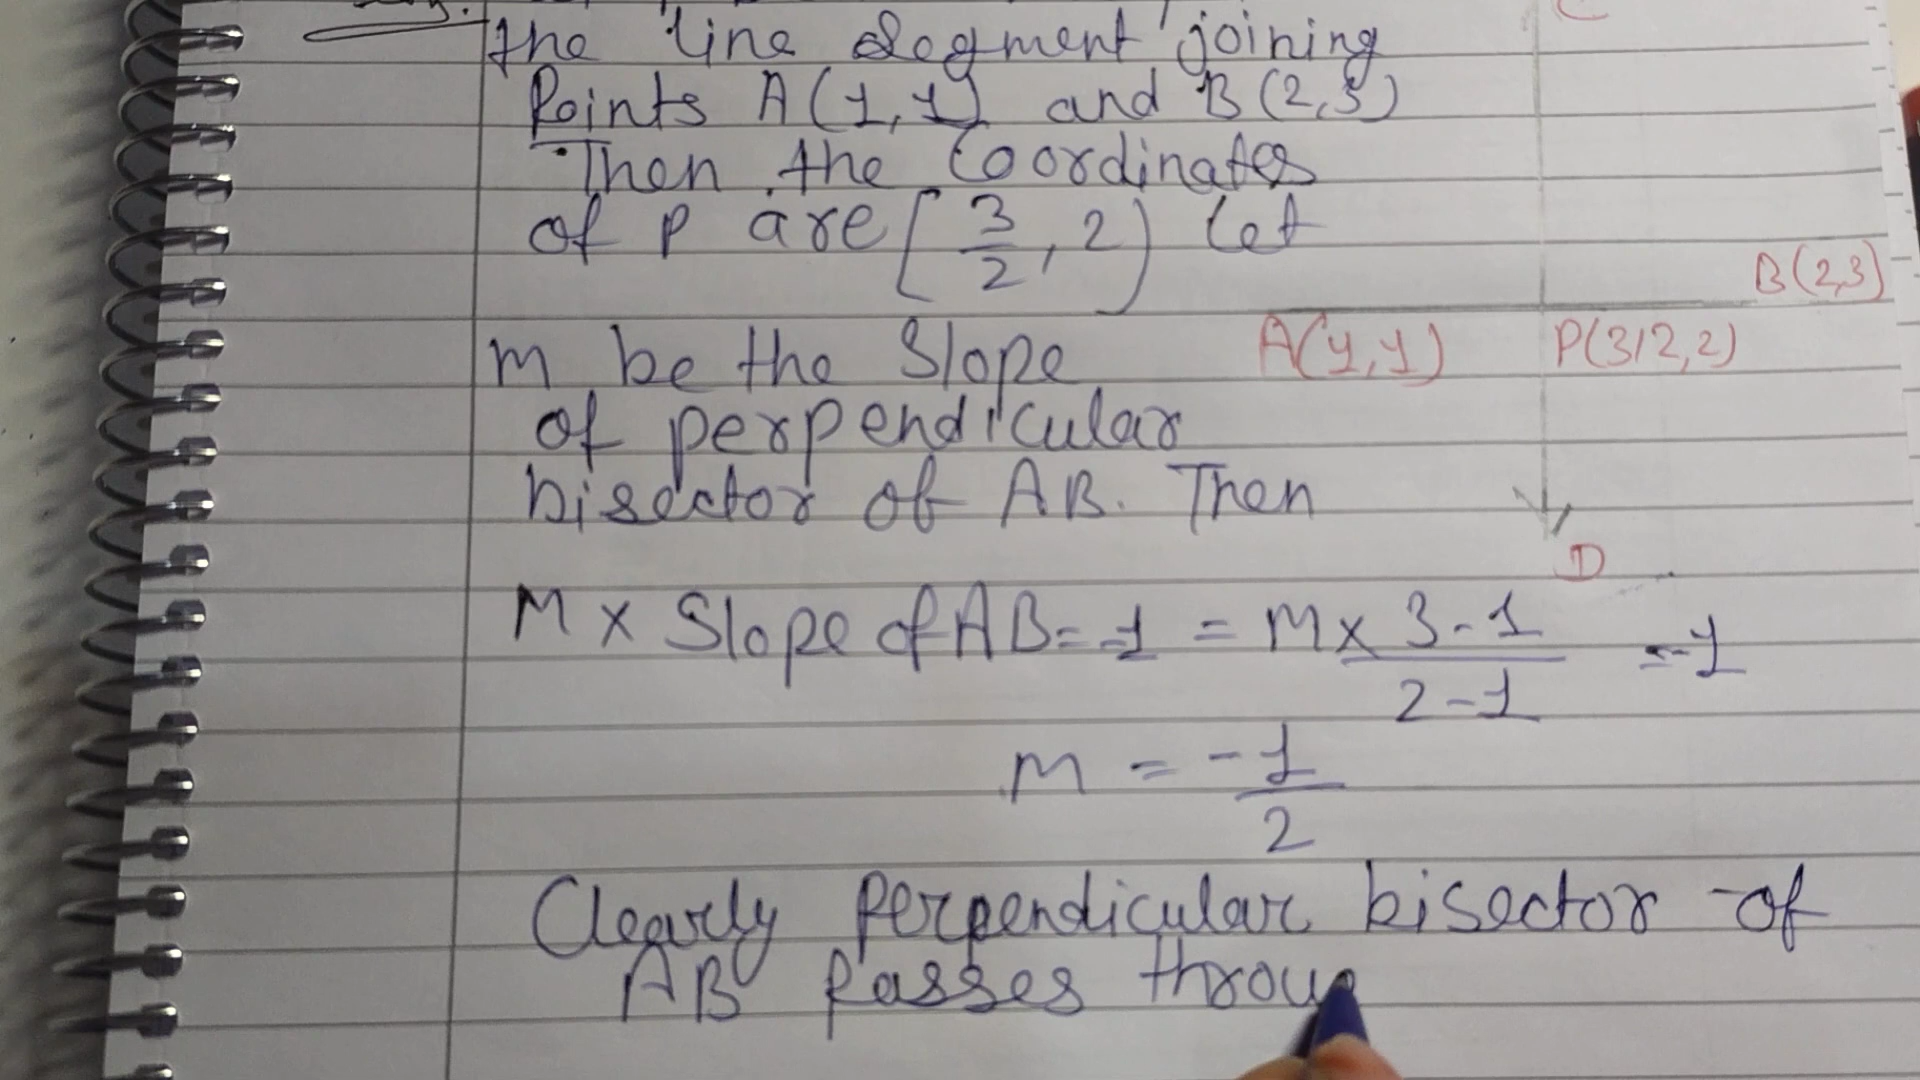 the line segment joining
Points A(1,1) and B(2,3)
Then the Coordinates
of P are [3/2, 2) let
m be the Slope
of perpendicular
bisector of AB. Then
M x Slope of AB = -1 = M x 3-1/2-1 = -1
m = -1/2
Clearly perpendicular bisector of
AB Passes throu
C
B(2,3)
A(1,1) P(3/2,2)
D